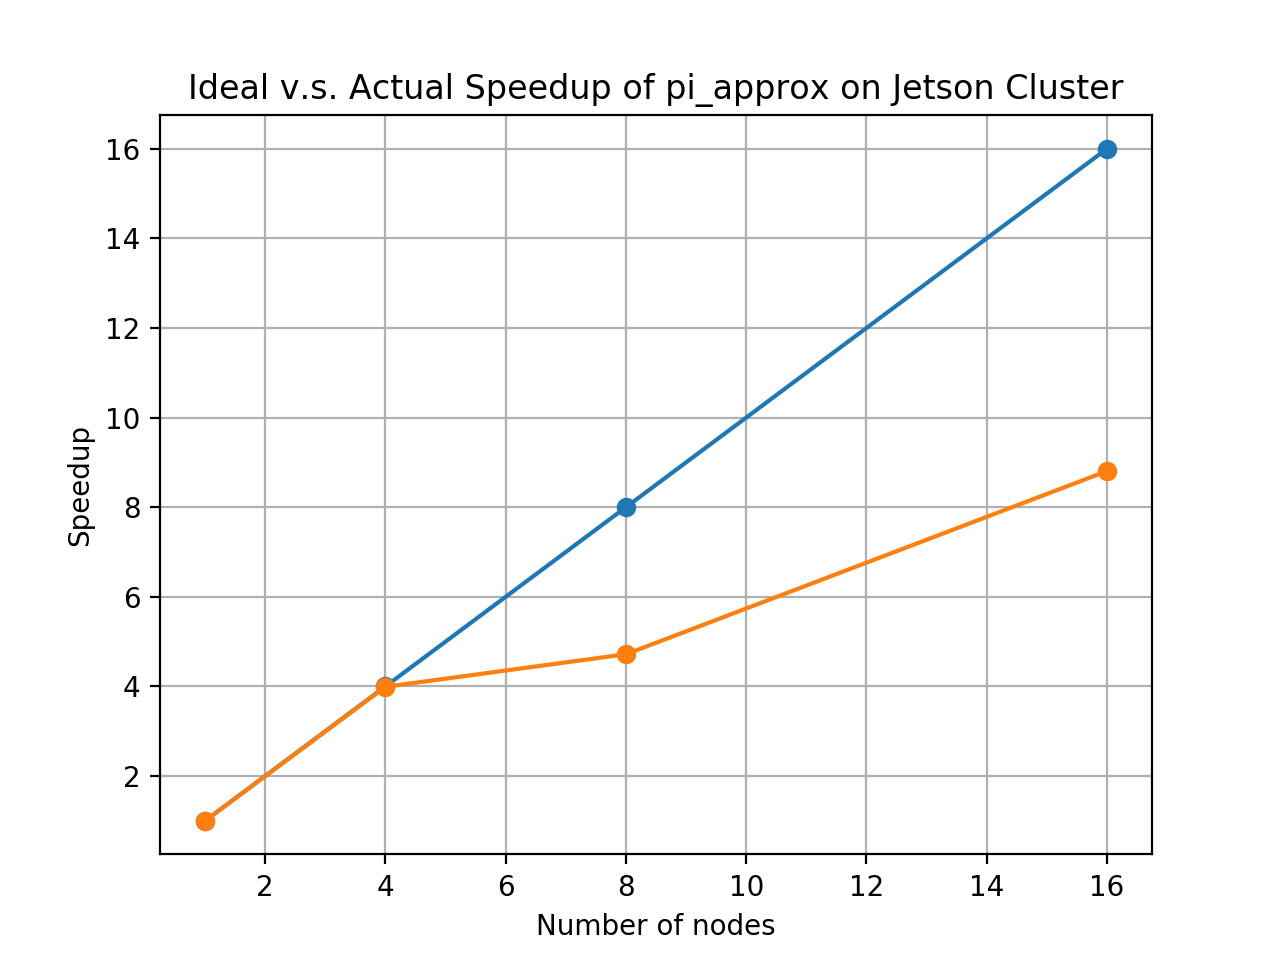 Ideal v.s. Actual Speedup of pi_approx on Jetson Cluster
16
14
12
10
8
6
4
2
Speedup
2 4 6 8 10 12 14 16
Number of nodes